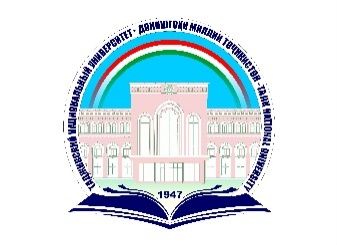 ТАДЖИКСКИЙ НАЦИОНАЛЬНЫЙ УНИВЕРСИТЕТ · ДОНИШГОҲИ МИЛЛИИ ТОҶИКИСТОН · TAJIK NATIONAL UNIVERSITY
1947